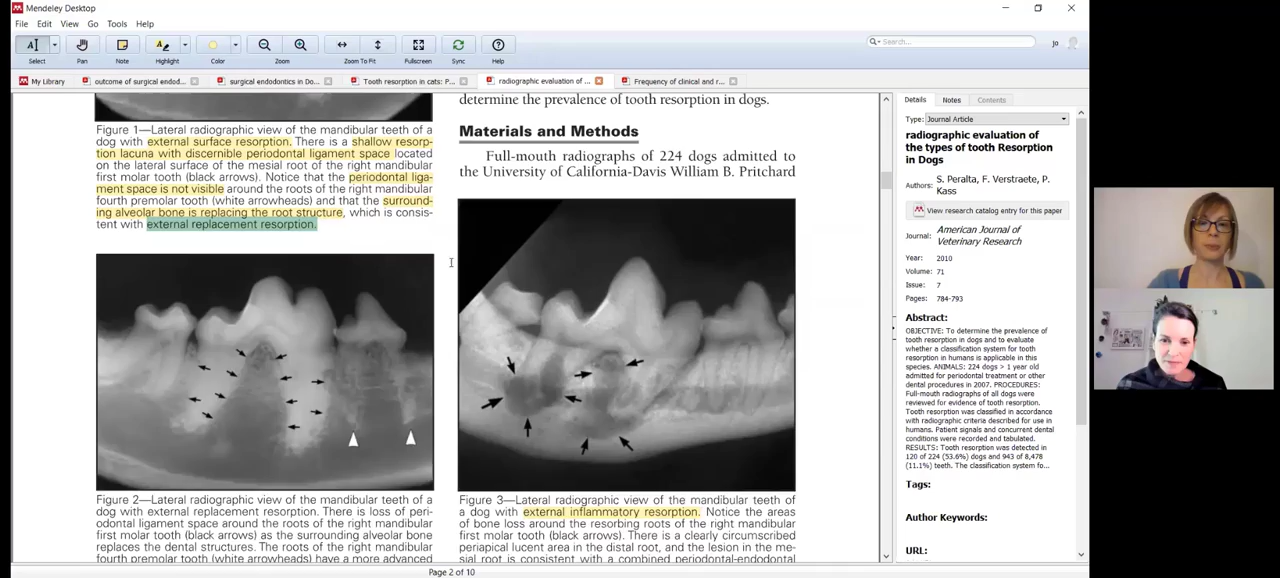 Mendeley Desktop
File Edit View Go Tools Help
Select Pan Note Highlight Color Zoom Zoom To Fit Fullscreen Sync Help
Search...
jo
My Library
outcome of surgical endod...
surgical endodontics in Do...
Tooth resorption in cats: P...
radiographic evaluation of ...
Frequency of clinical and r...
Figure 1—Lateral radiographic view of the mandibular teeth of a
dog with external surface resorption. There is a shallow resorp-
tion lacuna with discernible periodontal ligament space located
on the lateral surface of the mesial root of the right mandibular
first molar tooth (black arrows). Notice that the periodontal liga-
ment space is not visible around the roots of the right mandibular
fourth premolar tooth (white arrowheads) and that the surround-
ing alveolar bone is replacing the root structure, which is consis-
tent with external replacement resorption.
Figure 2—Lateral radiographic view of the mandibular teeth of a
dog with external replacement resorption. There is loss of peri-
odontal ligament space around the roots of the right mandibular
first molar tooth (black arrows) as the surrounding alveolar bone
replaces the dental structures. The roots of the right mandibular
fourth premolar tooth (white arrowheads) have a more advanced
determine the prevalence of tooth resorption in dogs.
Materials and Methods
Full-mouth radiographs of 224 dogs admitted to
the University of California-Davis William B. Pritchard
Figure 3—Lateral radiographic view of the mandibular teeth of
a dog with external inflammatory resorption. Notice the areas
of bone loss around the resorbing roots of the right mandibular
first molar tooth (black arrows). There is a clearly circumscribed
periapical lucent area in the distal root, and the lesion in the me-
sial root is consistent with a combined periodontal-endodontal
Page 2 of 10
Details Notes Contents
Type: Journal Article
radiographic evaluation of
the types of tooth Resorption
in Dogs
Authors: S. Peralta, F. Verstraete, P.
Kass
View research catalog entry for this paper
Journal: American Journal of
Veterinary Research
Year: 2010
Volume: 71
Issue: 7
Pages: 784-793
Abstract:
OBJECTIVE: To determine the prevalence of
tooth resorption in dogs and to evaluate
whether a classification system for tooth
resorption in humans is applicable in this
species. ANIMALS: 224 dogs > 1 year old
admitted for periodontal treatment or other
dental procedures in 2007. PROCEDURES:
Full-mouth radiographs of all dogs were
reviewed for evidence of tooth resorption.
Tooth resorption was classified in accordance
with radiographic criteria described for use in
humans. Patient signals and concurrent dental
conditions were recorded and tabulated.
RESULTS: Tooth resorption was detected in
120 of 224 (53.6%) dogs and 943 of 8,478
(11.1%) teeth. The classification system fo...
Tags:
Author Keywords:
URL: